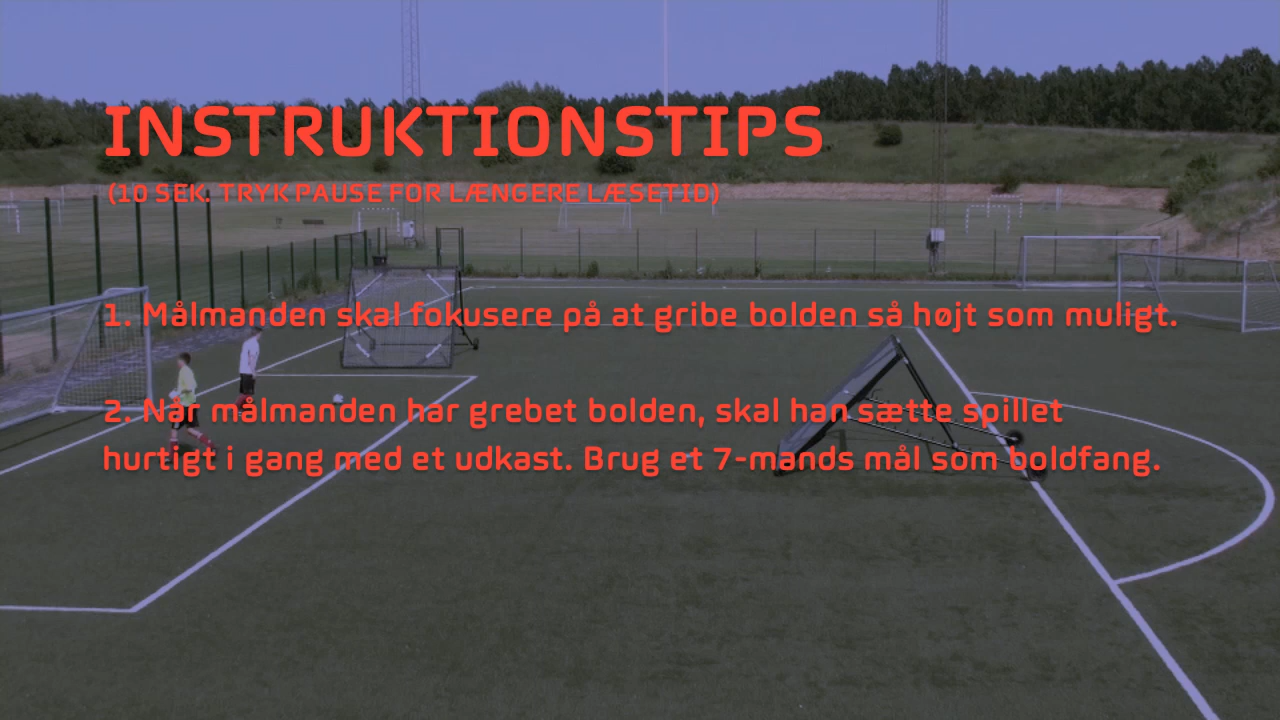 INSTRUKTIONSTIPS
(10 SEK. TRYK PAUSE FOR LÆNGERE LÆSETID)
1. Målmanden skal fokusere på at gribe bolden så højt som muligt.
2. Når målmanden har grebet bolden, skal han sætte spillet
hurtigt i gang med et udkast. Brug et 7-mands mål som boldfang.